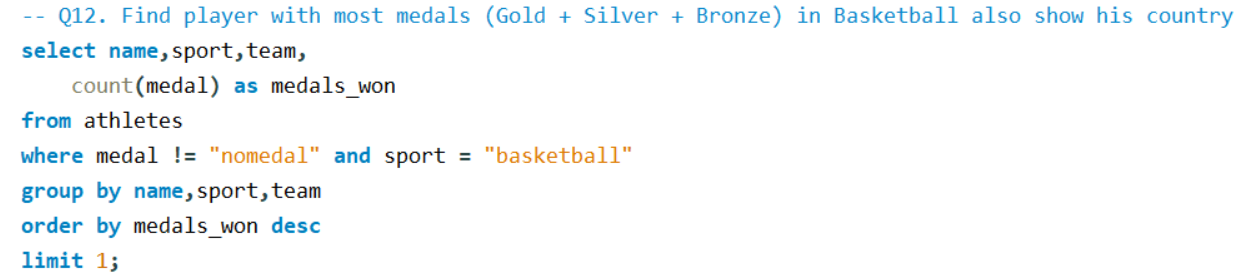 -- Q12. Find player with most medals (Gold + Silver + Bronze) in Basketball also show his country
select name,sport,team,
    count(medal) as medals_won
from athletes
where medal != "nomedal" and sport = "basketball"
group by name,sport,team
order by medals_won desc
limit 1;